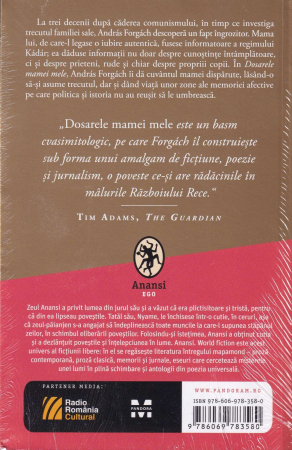 La trei decenii după căderea comunismului, în timp ce investiga
trecutul familiei sale, András Forgách descoperă un fapt îngrozitor. Mama
lui, de care-l legase o iubire autentică, fusese informatoare a regimului
Kádár; ea dăduse informații nu doar despre cunoștințe întâmplătoare,
ci și despre prieteni, rude și chiar despre propriii copii. În Dosarele
mamei mele, András Forgách îi dă cuvântul mamei dispărute, lăsând-o
să-și asume trecutul, dar și dând viață unor zone ale memoriei afective
pe care politica și istoria nu au reușit să le umbrească.
„Dosarele mamei mele este un basm
cvasimitologic, pe care Forgách îl construiește
sub forma unui amalgam de ficțiune, poezie
și jurnalism, o poveste ce-și are rădăcinile în
mâlurile Războiului Rece.“
TIM ADAMS, THE GUARDIAN
Anansi
EGO
Zeul Anansi a privit lumea din jurul său și a văzut că era plictisitoare și tristă, pentru
că din ea lipseau poveștile. Tatăl său, Nyame, le închisese într-o cutie, în ceruri, așa
că zeul-păianjen s-a angajat să îndeplinească toate muncile la care-l supunea stăpânul
zeilor, în schimbul eliberării poveștilor. Folosindu-și istețimea, Anansi a obținut cutia
și a dezlănțuit poveștile și înțelepciunea în lume. Anansi. World fiction este acest
univers al ficțiunii libere; în el se regăsește literatura întregului mapamond – proză
contemporană, proză clasică, memorii și jurnale, eseuri care cercetează misterele
unei lumi în plină schimbare și antologii din poezia universală.
PARTENER MEDIA:
Radio
România
Cultural
PANDORA
M
WWW.PANDORAM.RO
ISBN 978-606-978-358-0
9 786069 783580